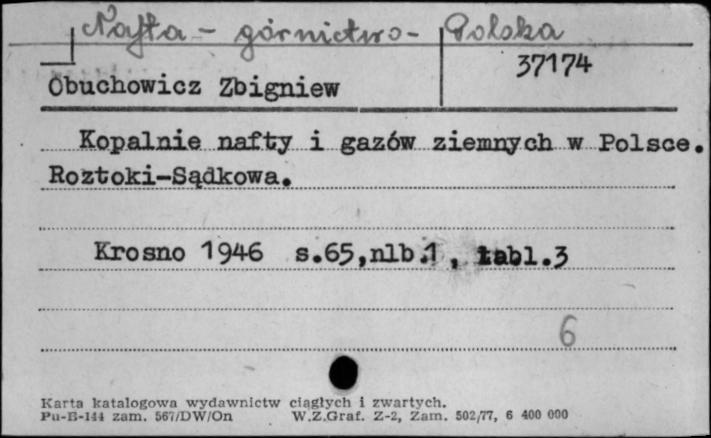 Nafta - górnictwo - Polska
37174
Obuchowicz Zbigniew
Kopalnie nafty i gazów ziemnych w Polsce.
Roztoki-Sądkowa.
Krosno 1946 s.65,nlb.1, tabl.3
6
Karta katalogowa wydawnictw ciągłych i zwartych.
Pu-B-144 zam. 567/DW/On W.Z.Graf. Z-2, Zam. 502/77, 6 400 000